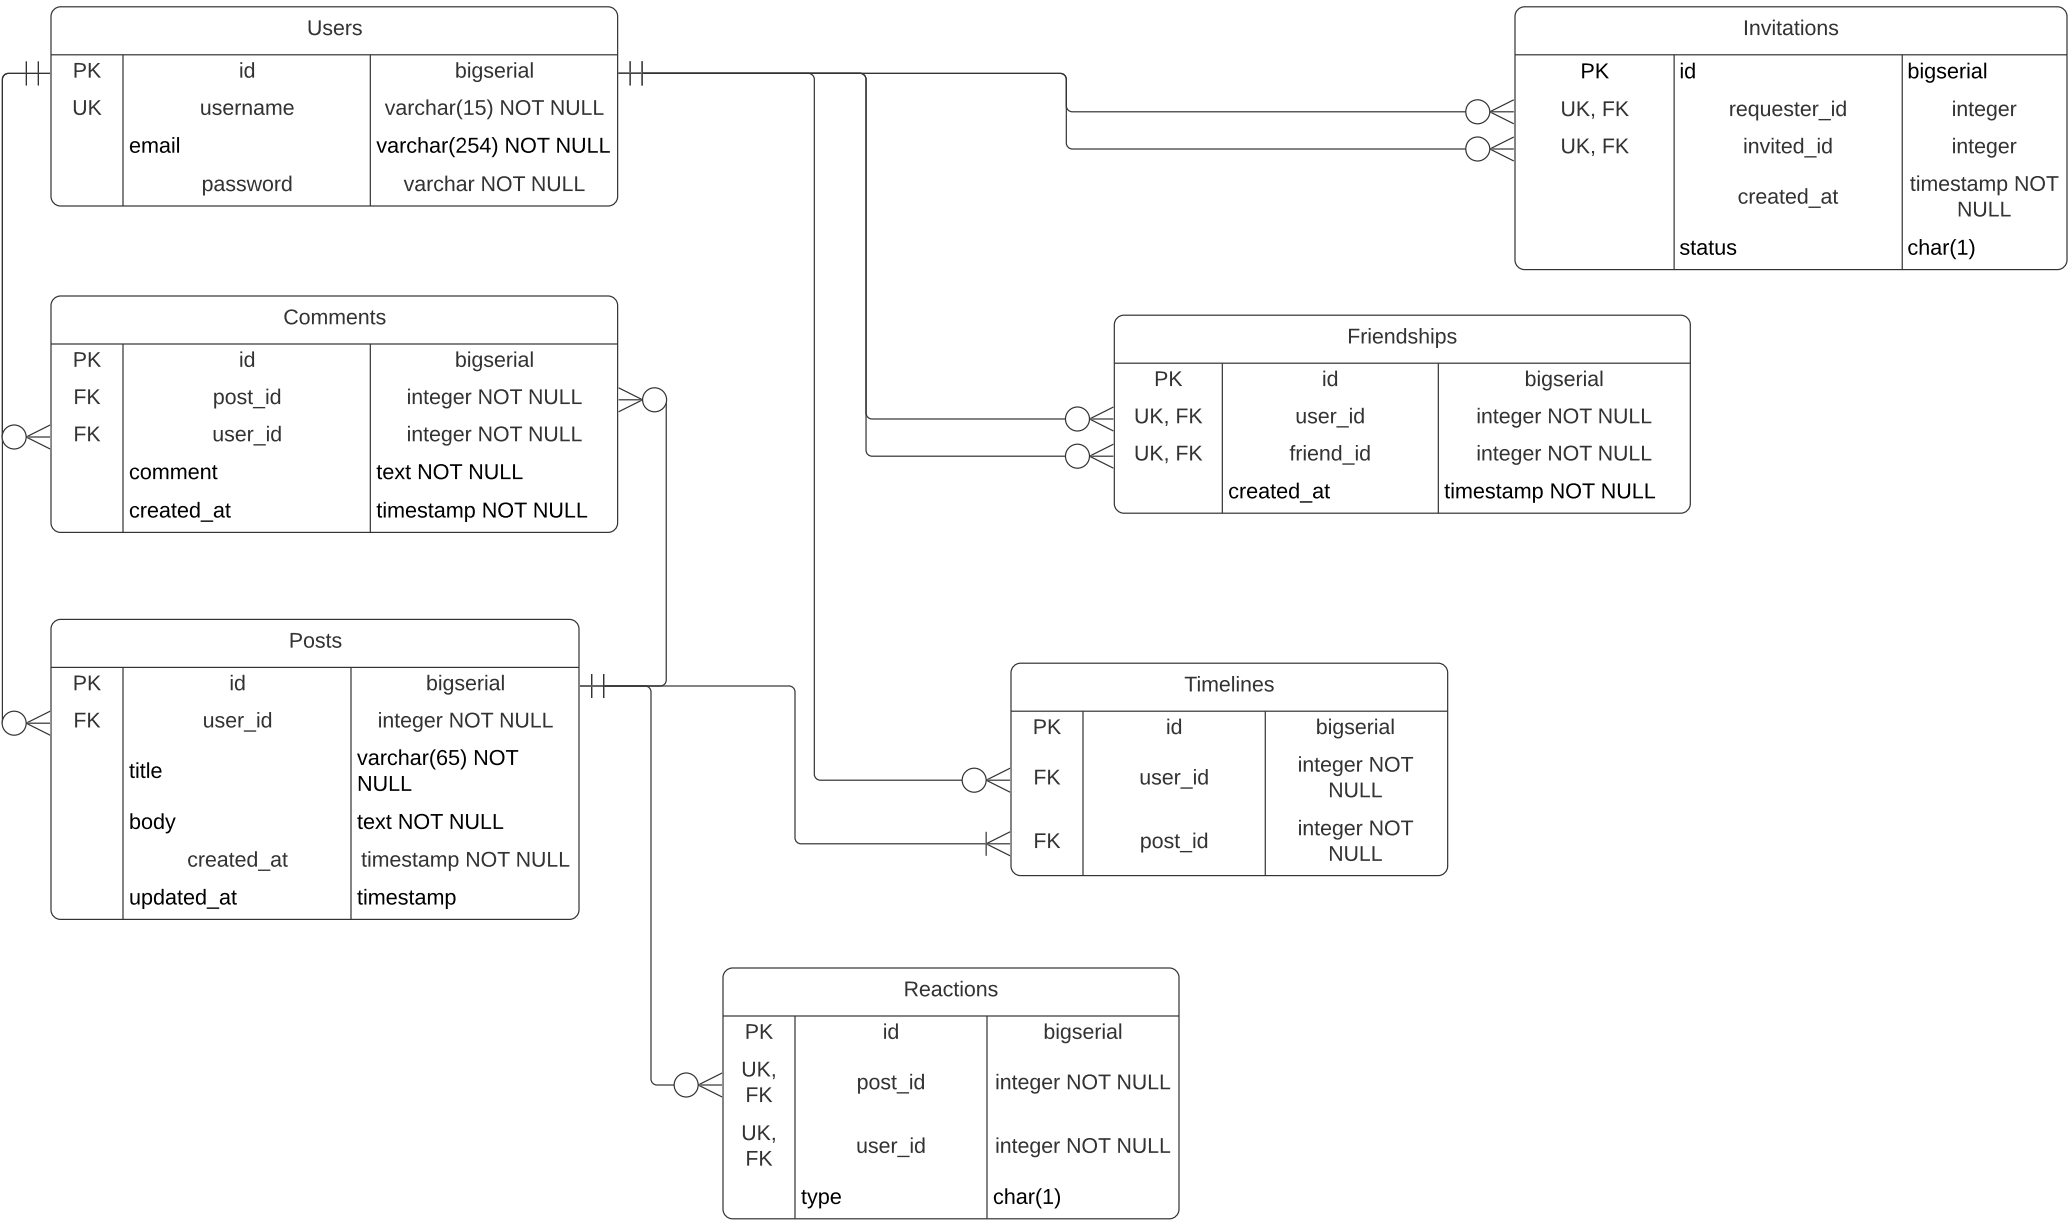 Users
PK id bigserial
UK username varchar(15) NOT NULL
email varchar(254) NOT NULL
password varchar NOT NULL
Invitations
PK id bigserial
UK, FK requester_id integer
UK, FK invited_id integer
created_at timestamp NOT
NULL
status char(1)
Comments
PK id bigserial
FK post_id integer NOT NULL
FK user_id integer NOT NULL
comment text NOT NULL
created_at timestamp NOT NULL
Friendships
PK id bigserial
UK, FK user_id integer NOT NULL
UK, FK friend_id integer NOT NULL
created_at timestamp NOT NULL
Posts
PK id bigserial
FK user_id integer NOT NULL
title varchar(65) NOT
NULL
body text NOT NULL
created_at timestamp NOT NULL
updated_at timestamp
Timelines
PK id bigserial
FK user_id integer NOT
NULL
FK post_id integer NOT
NULL
Reactions
PK id bigserial
UK,
FK post_id integer NOT NULL
UK,
FK user_id integer NOT NULL
type char(1)